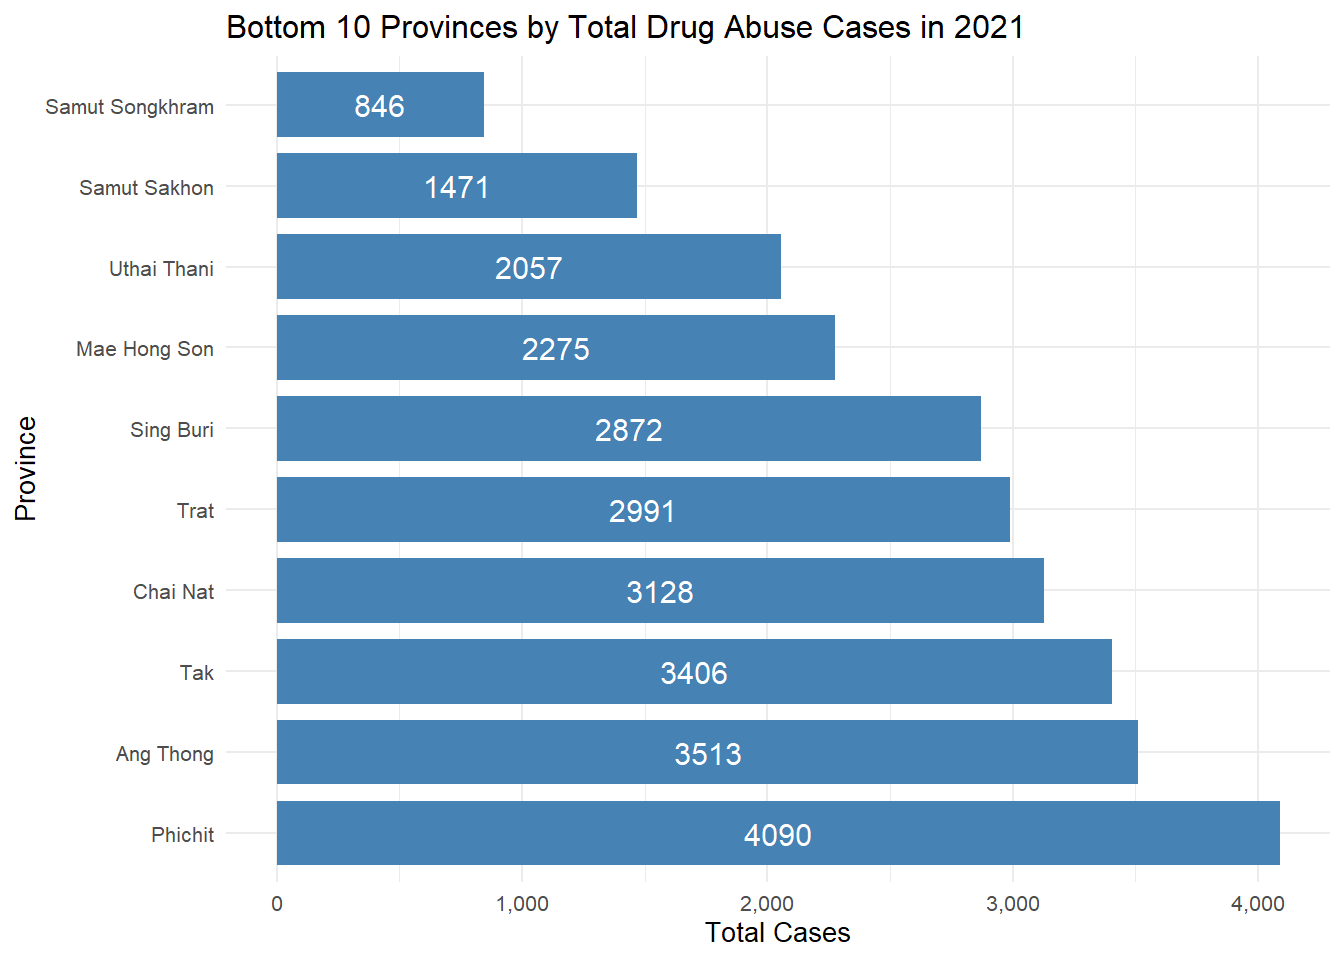 Bottom 10 Provinces by Total Drug Abuse Cases in 2021
Province
Samut Songkhram 846
Samut Sakhon 1471
Uthai Thani 2057
Mae Hong Son 2275
Sing Buri 2872
Trat 2991
Chai Nat 3128
Tak 3406
Ang Thong 3513
Phichit 4090
0 1,000 2,000 3,000 4,000
Total Cases